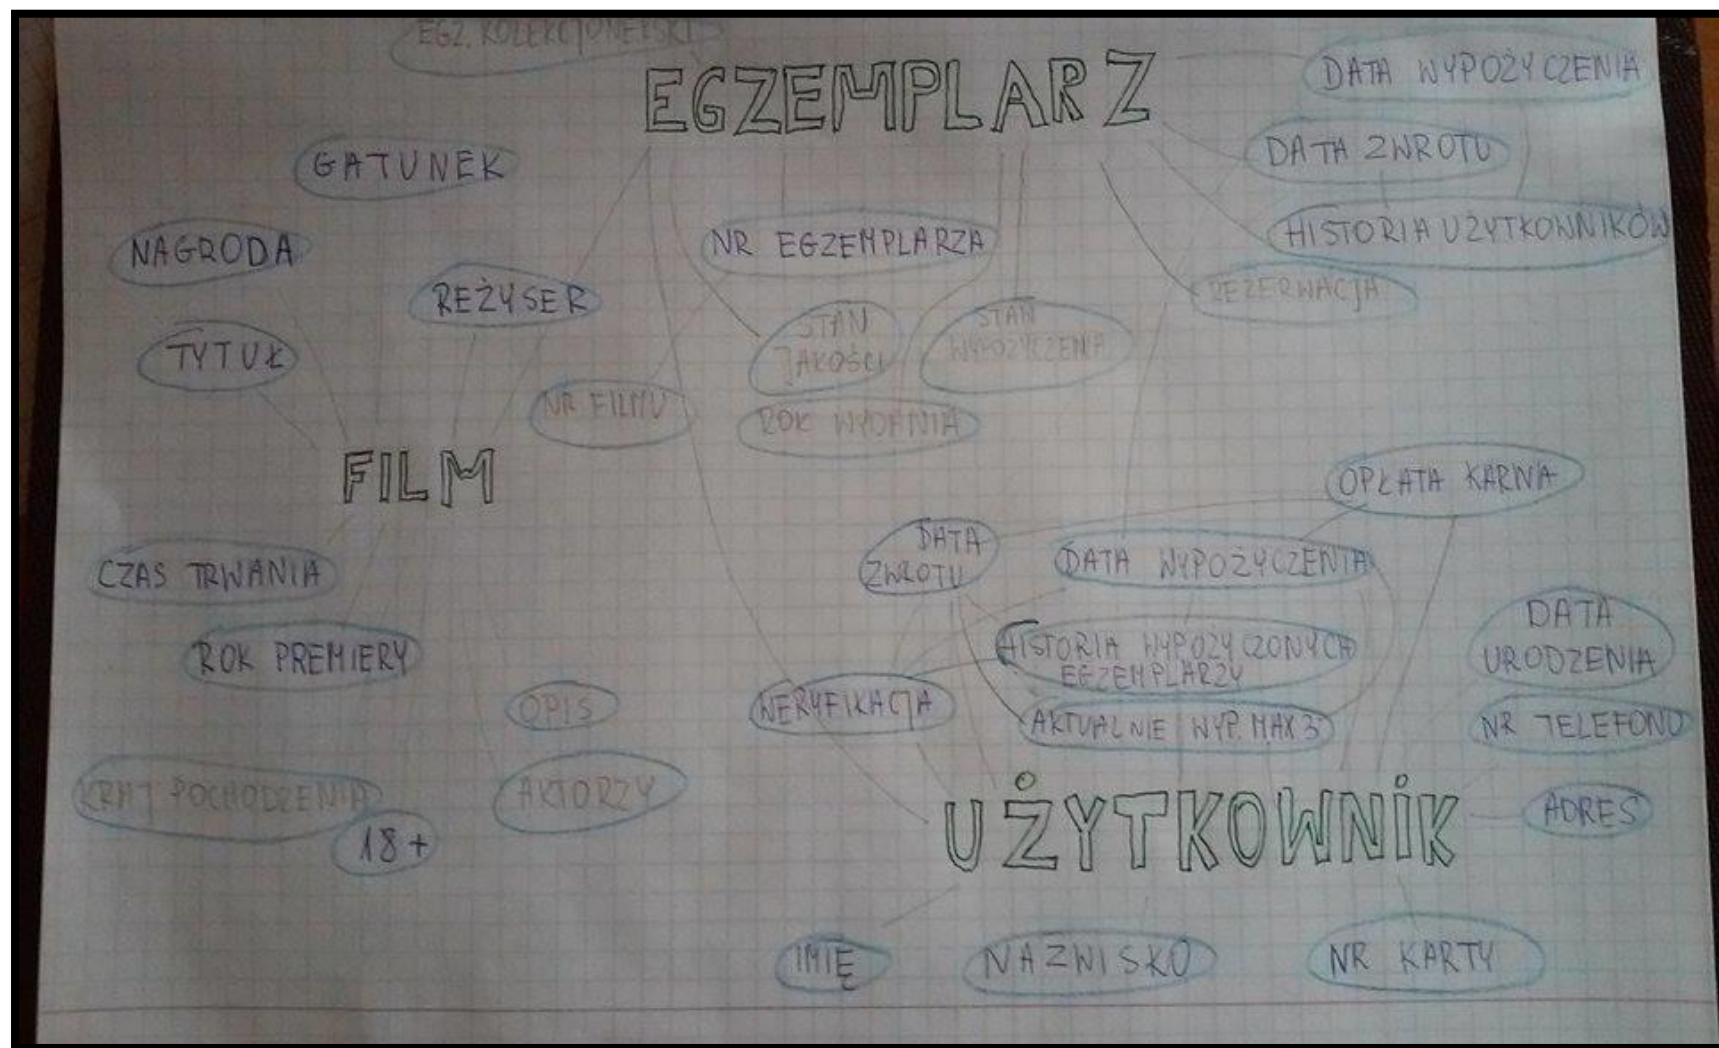 EGZ. KOLEKCJONERSKI
EGZEMPLARZ
DATA WYPOŻYCZENIA
DATA ZWROTU
HISTORIA UŻYTKOWNIKÓW
REZERWACJA
GATUNEK
NAGRODA
REŻYSER
TYTUŁ
NR EGZEMPLARZA
STAN
JAKOŚCI
STAN
WYPOŻYCZENIA
NR FILMU
ROK WYDANIA
FILM
OPŁATA KARNA
DATA
ZWROTU
DATA WYPOŻYCZENIA
CZAS TRWANIA
ROK PREMIERY
HISTORIA WYPOŻYCZONYCH
EGZEMPLARZY
DATA
URODZENIA
OPIS
WERYFIKACJA
AKTUALNIE WYP. MAX 3
NR TELEFONU
KRAJ POCHODZENIA
AKTORZY
18+
UŻYTKOWNIK
ADRES
IMIĘ
NAZWISKO
NR KARTY